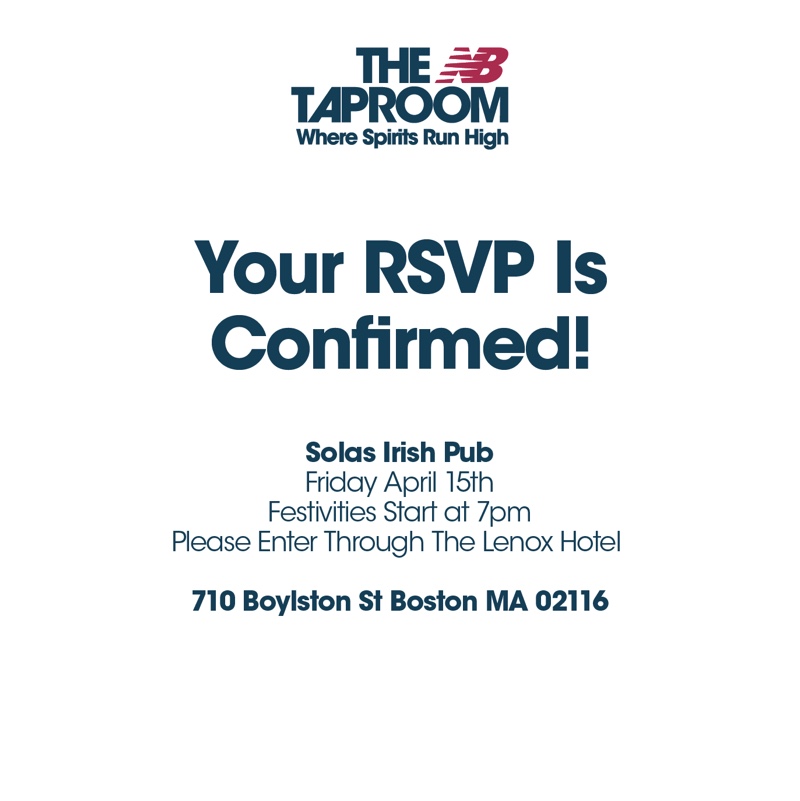 THE NB
TAPROOM
Where Spirits Run High
Your RSVP Is
Confirmed!
Solas Irish Pub
Friday April 15th
Festivities Start at 7pm
Please Enter Through The Lenox Hotel
710 Boylston St Boston MA 02116